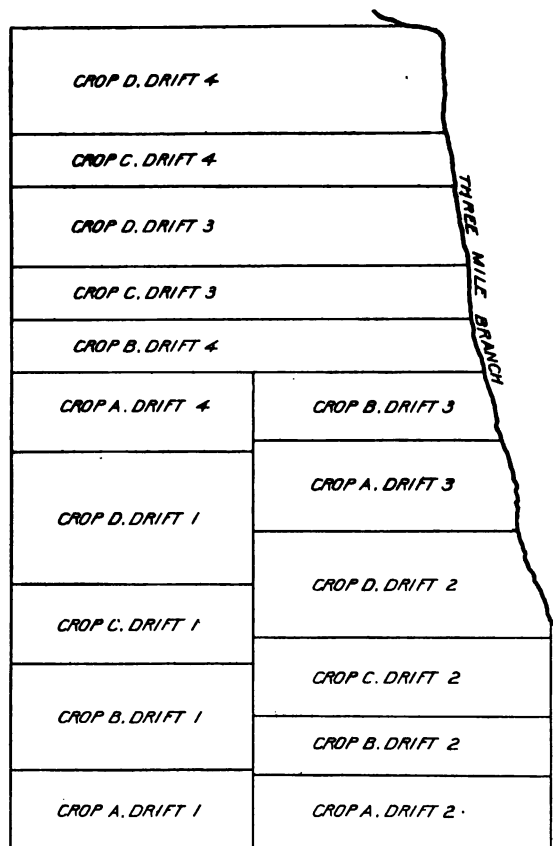 CROP D. DRIFT 4
CROP C. DRIFT 4
CROP D. DRIFT 3
CROP C. DRIFT 3
CROP B. DRIFT 4
THREE MILE BRANCH
CROP A. DRIFT 4
CROP B. DRIFT 3
CROP A. DRIFT 3
CROP D. DRIFT 1
CROP D. DRIFT 2
CROP C. DRIFT 1
CROP C. DRIFT 2
CROP B. DRIFT 1
CROP B. DRIFT 2
CROP A. DRIFT 1
CROP A. DRIFT 2